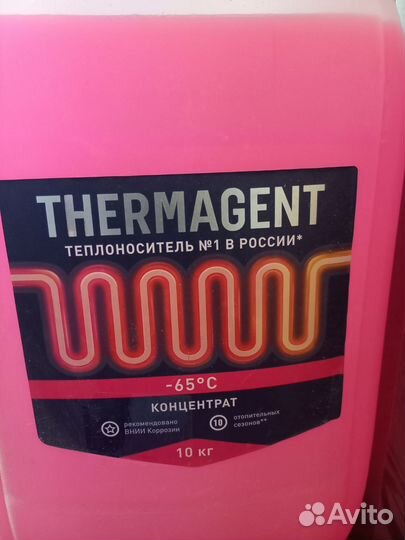 THERMAGENT
ТЕПЛОНОСИТЕЛЬ №1 В РОССИИ*
-65°C
КОНЦЕНТРАТ
рекомендовано
ВНИИ Коррозии
10
отопительных
сезонов**
10 кг
Avito